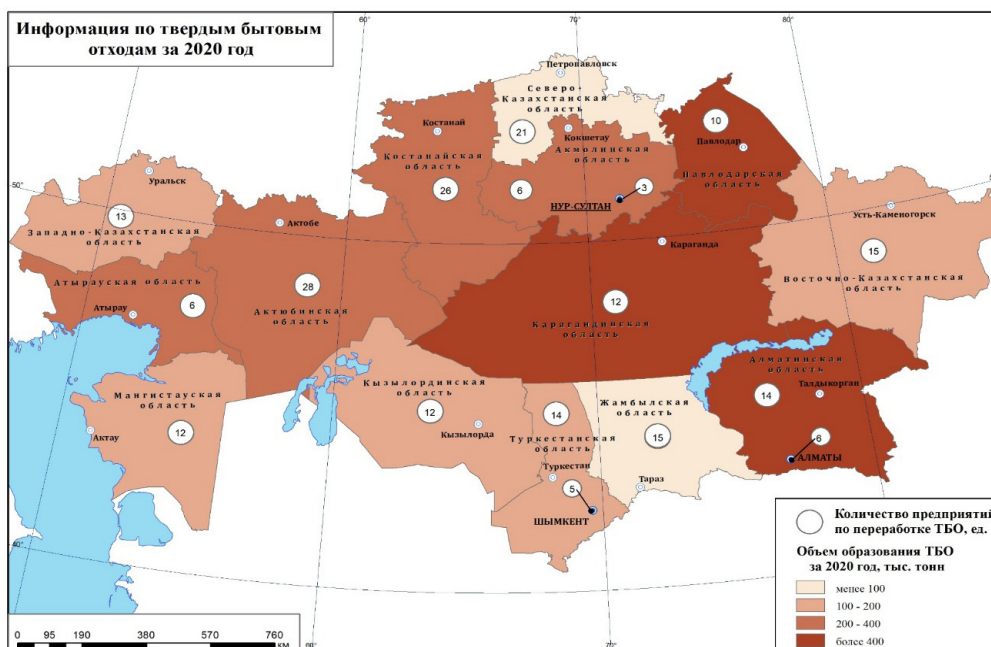 Информация по твердым бытовым
отходам за 2020 год
60°
70°
80°
Петропавловск
Северо-
Казахстанская
область
21
Костанай
Костанайская
область
26
Кокшетау
Акмолинская
область
6
3
НУР-СУЛТАН
10
Павлодар
Павлодарская
область
50°
50°
Уральск
13
Западно-Казахстанская
область
Актобе
28
Актюбинская
область
Караганда
12
Карагандинская
область
Усть-Каменогорск
15
Восточно-Казахстанская
область
Атырауская область
6
Атырау
Мангистауская
область
Актау
12
Кызылординская
область
12
Кызылорда
14
Туркестанская
область
Туркестан
5
ШЫМКЕНТ
Жамбылская
область
15
Тараз
Алматинская
область
14
Талдыкорган
6
АЛМАТЫ
40°
60°
70°
0 95 190 380 570 760
КМ
Количество предприятий
по переработке ТБО, ед.
Объем образования ТБО
за 2020 год, тыс. тонн
менее 100
100 - 200
200 - 400
более 400